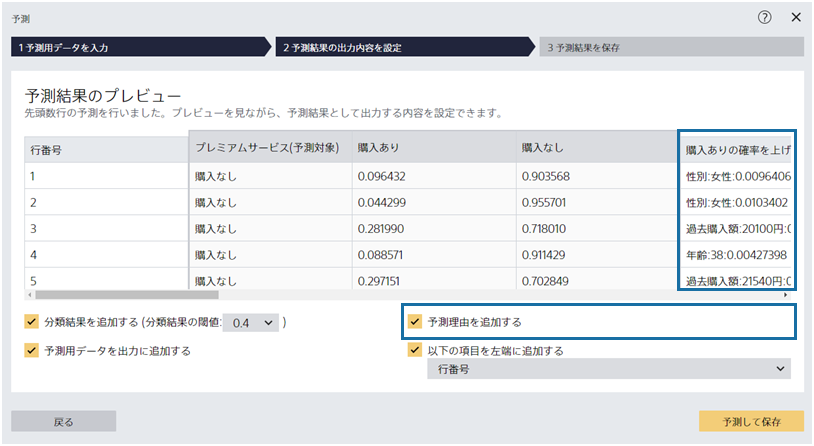 予測
1 予測用データを入力 2 予測結果の出力内容を設定 3 予測結果を保存
予測結果のプレビュー
先頭数行の予測を行いました。プレビューを見ながら、予測結果として出力する内容を設定できます。
行番号 プレミアムサービス(予測対象) 購入あり 購入なし 購入ありの確率を上げ
1 購入なし 0.096432 0.903568 性別:女性:0.0096406
2 購入なし 0.044299 0.955701 性別:女性:0.0103402
3 購入なし 0.281990 0.718010 過去購入額:20100円:0
4 購入なし 0.088571 0.911429 年齢:38:0.00427398
5 購入なし 0.297151 0.702849 過去購入額:21540円:0
分類結果を追加する (分類結果の閾値: 0.4 ) 予測理由を追加する
予測用データを出力に追加する 以下の項目を左端に追加する
行番号
戻る 予測して保存